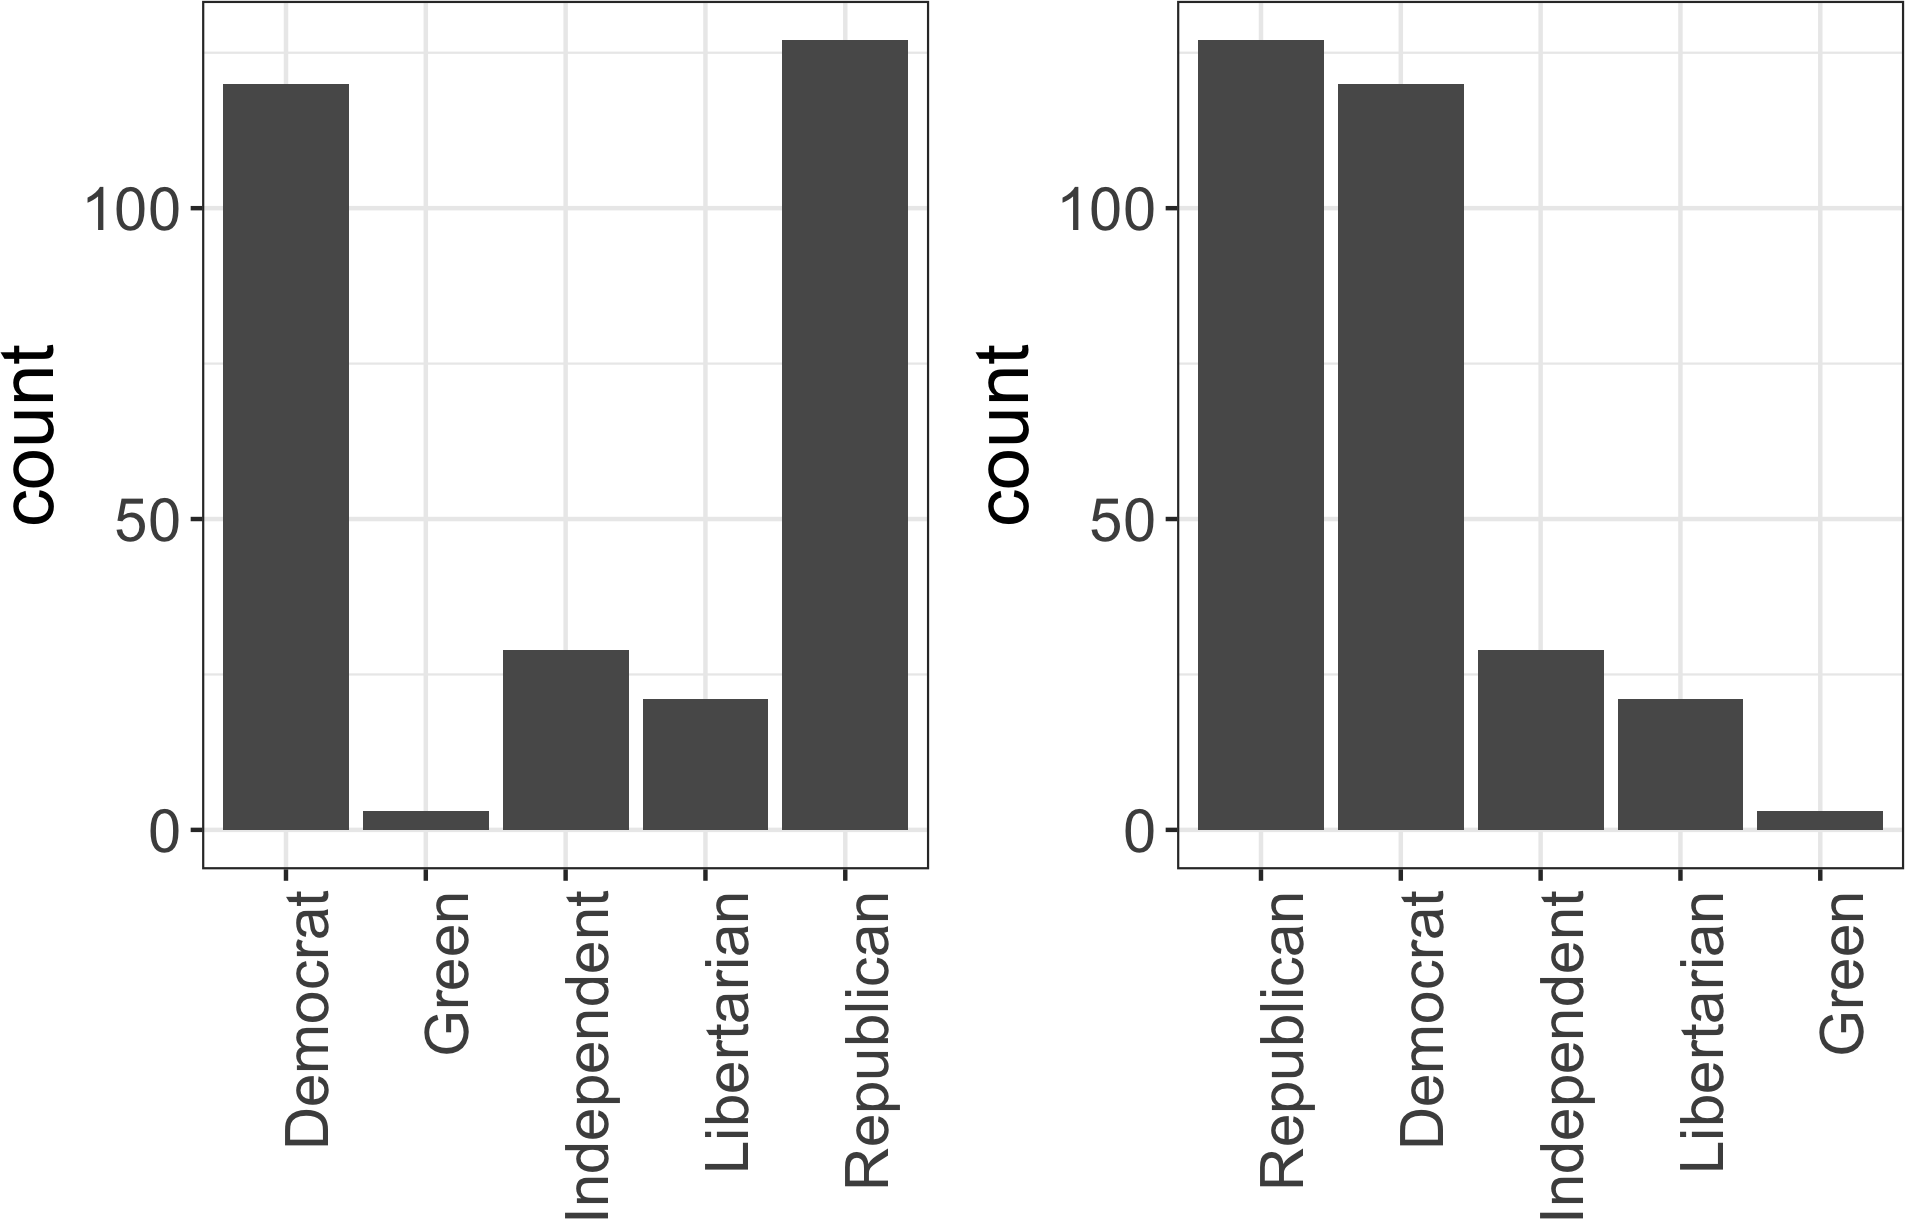 count
100
50
0
Democrat
Green
Independent
Libertarian
Republican
count
100
50
0
Republican
Democrat
Independent
Libertarian
Green